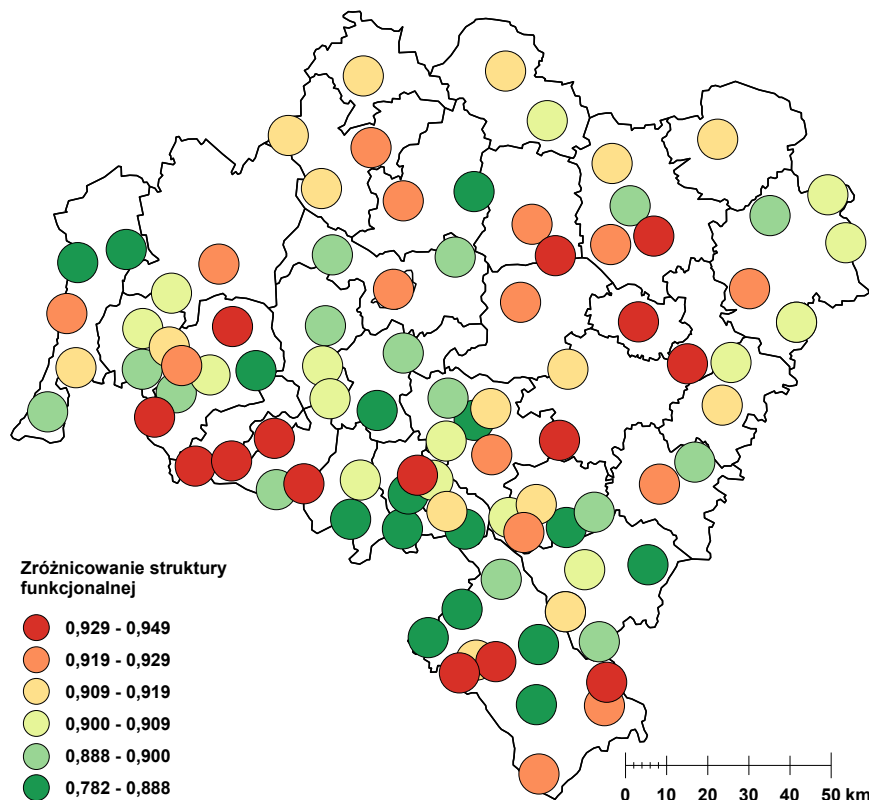 Zróżnicowanie struktury
funkcjonalnej
0,929 - 0,949
0,919 - 0,929
0,909 - 0,919
0,900 - 0,909
0,888 - 0,900
0,782 - 0,888
0 10 20 30 40 50 km